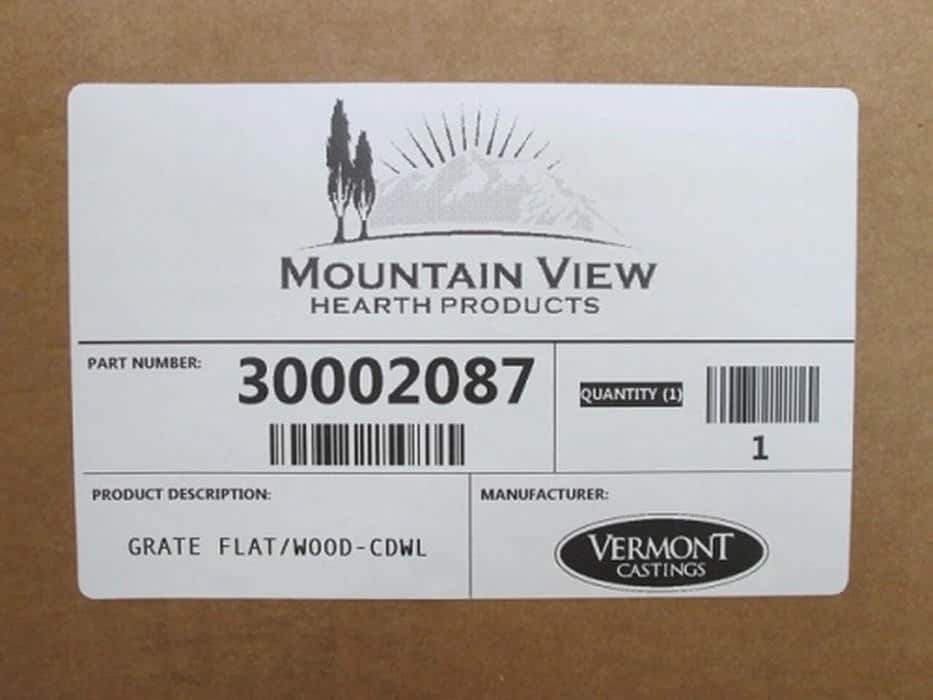 MOUNTAIN VIEW
HEARTH PRODUCTS
PART NUMBER:
30002087
QUANTITY (1)
1
PRODUCT DESCRIPTION:
GRATE FLAT/WOOD-CDWL
MANUFACTURER:
VERMONT
CASTINGS